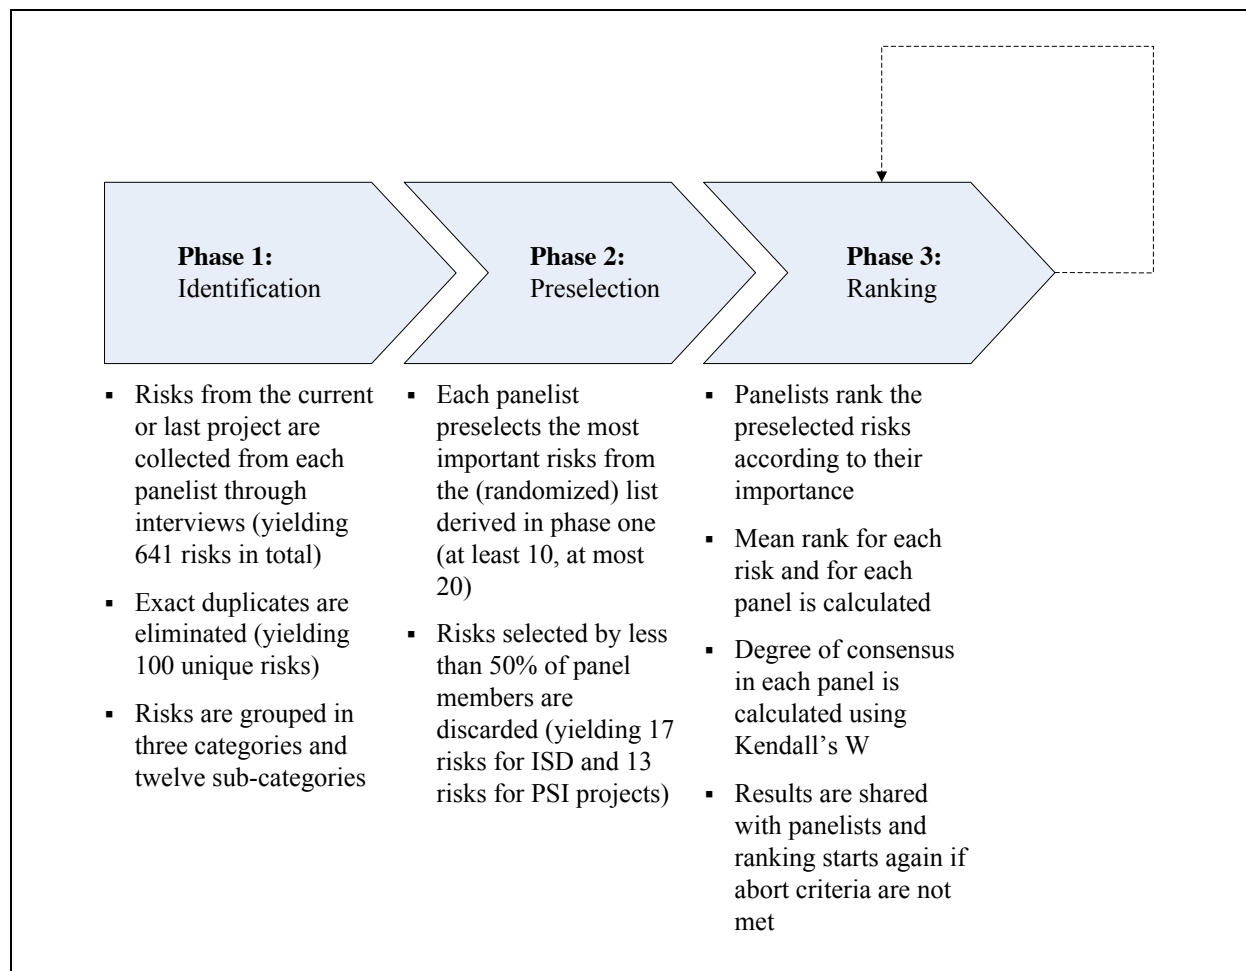 Phase 1:
Identification
Phase 2:
Preselection
Phase 3:
Ranking
▪ Risks from the current
or last project are
collected from each
panelist through
interviews (yielding
641 risks in total)
▪ Exact duplicates are
eliminated (yielding
100 unique risks)
▪ Risks are grouped in
three categories and
twelve sub-categories
▪ Each panelist
preselects the most
important risks from
the (randomized) list
derived in phase one
(at least 10, at most
20)
▪ Risks selected by less
than 50% of panel
members are
discarded (yielding 17
risks for ISD and 13
risks for PSI projects)
▪ Panelists rank the
preselected risks
according to their
importance
▪ Mean rank for each
risk and for each
panel is calculated
▪ Degree of consensus
in each panel is
calculated using
Kendall’s W
▪ Results are shared
with panelists and
ranking starts again if
abort criteria are not
met